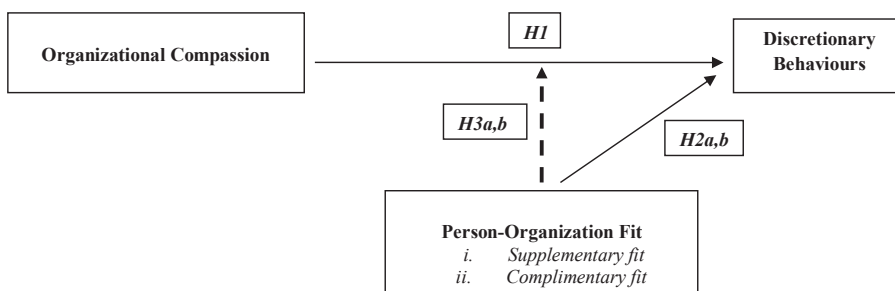 H1
Organizational Compassion
Discretionary
Behaviours
H3a,b
H2a,b
Person-Organization Fit
i. Supplementary fit
ii. Complimentary fit